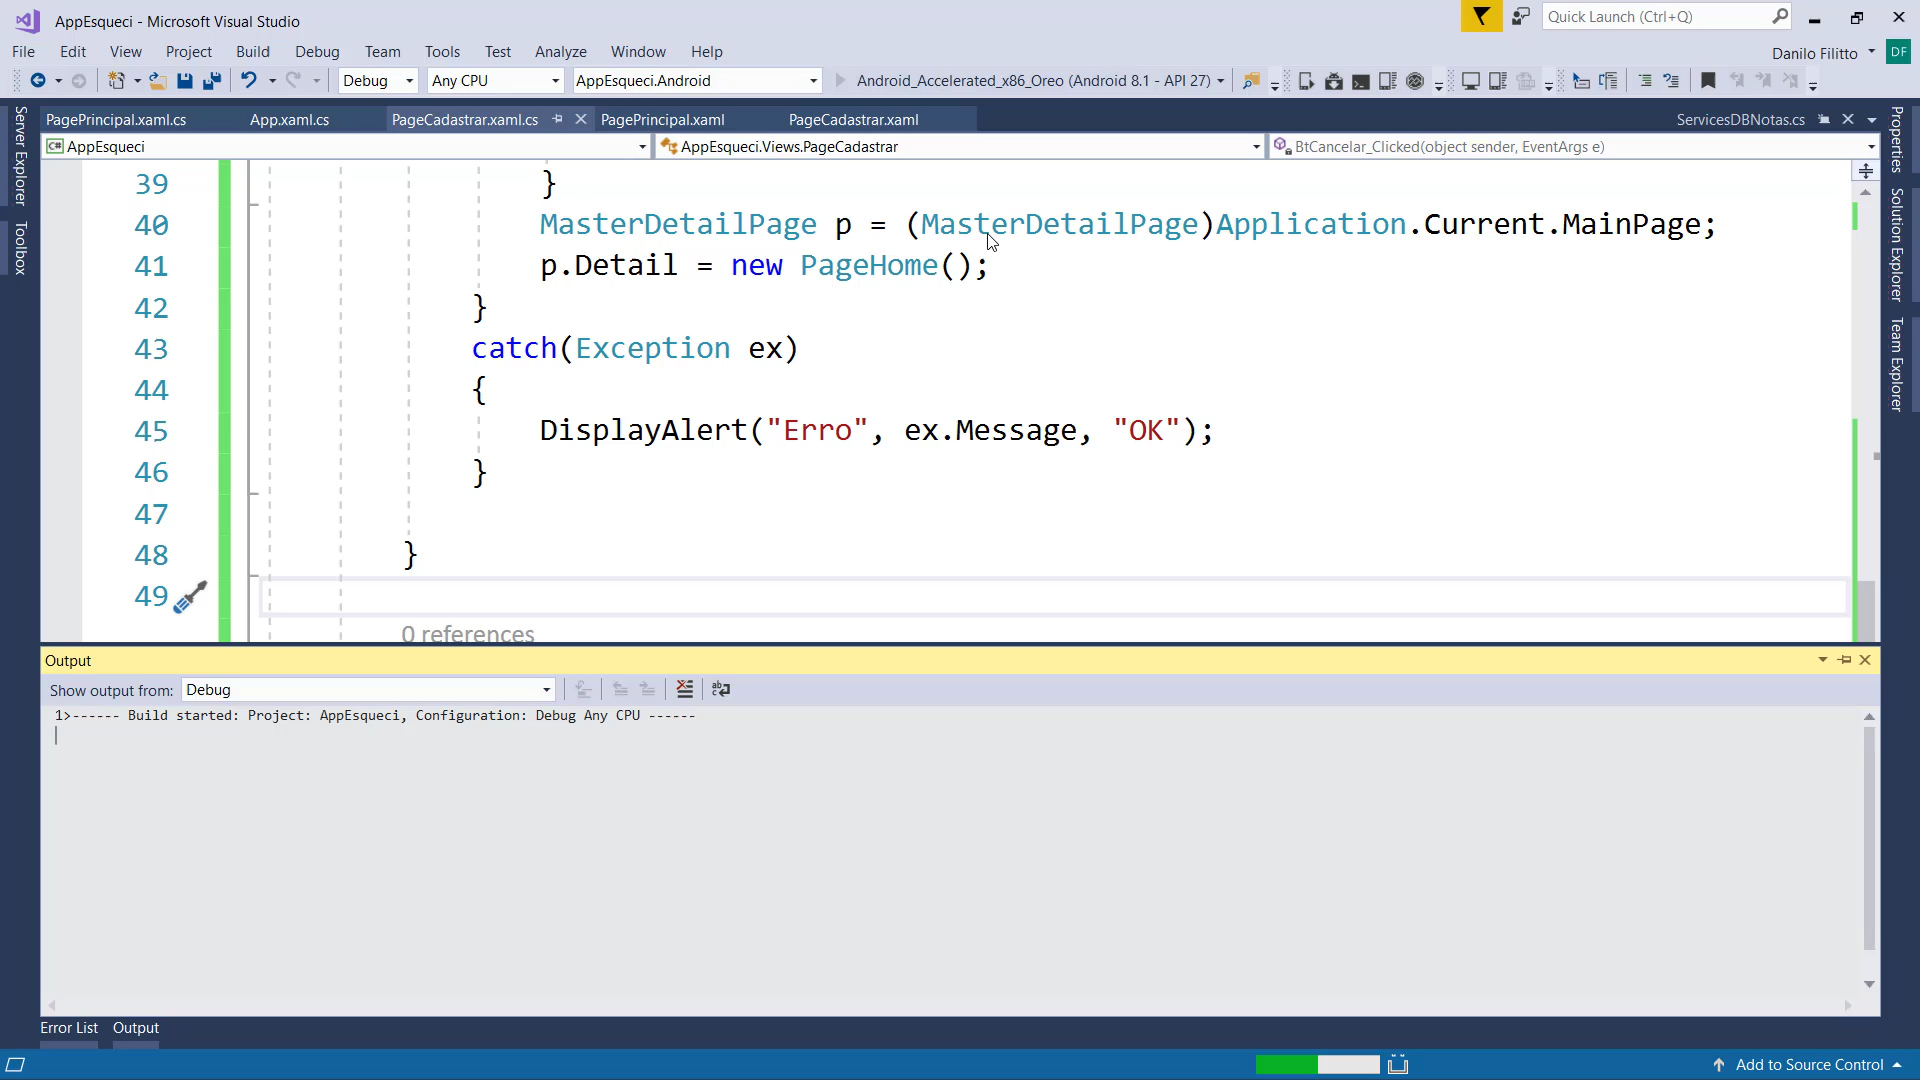 AppEsqueci - Microsoft Visual Studio
Quick Launch (Ctrl+Q)
File Edit View Project Build Debug Team Tools Test Analyze Window Help
Danilo Filitto DF
Debug Any CPU AppEsqueci.Android Android_Accelerated_x86_Oreo (Android 8.1 - API 27)
PagePrincipal.xaml.cs App.xaml.cs PageCadastrar.xaml.cs PagePrincipal.xaml PageCadastrar.xaml ServicesDBNotas.cs
C# AppEsqueci AppEsqueci.Views.PageCadastrar BtCancelar_Clicked(object sender, EventArgs e)
Server Explorer
Toolbox
Properties
Solution Explorer
Team Explorer
39 }
40 MasterDetailPage p = (MasterDetailPage)Application.Current.MainPage;
41 p.Detail = new PageHome();
42 }
43 catch(Exception ex)
44 {
45 DisplayAlert("Erro", ex.Message, "OK");
46 }
47
48 }
49
0 references
Output
Show output from: Debug
1>------ Build started: Project: AppEsqueci, Configuration: Debug Any CPU ------
Error List Output
Add to Source Control